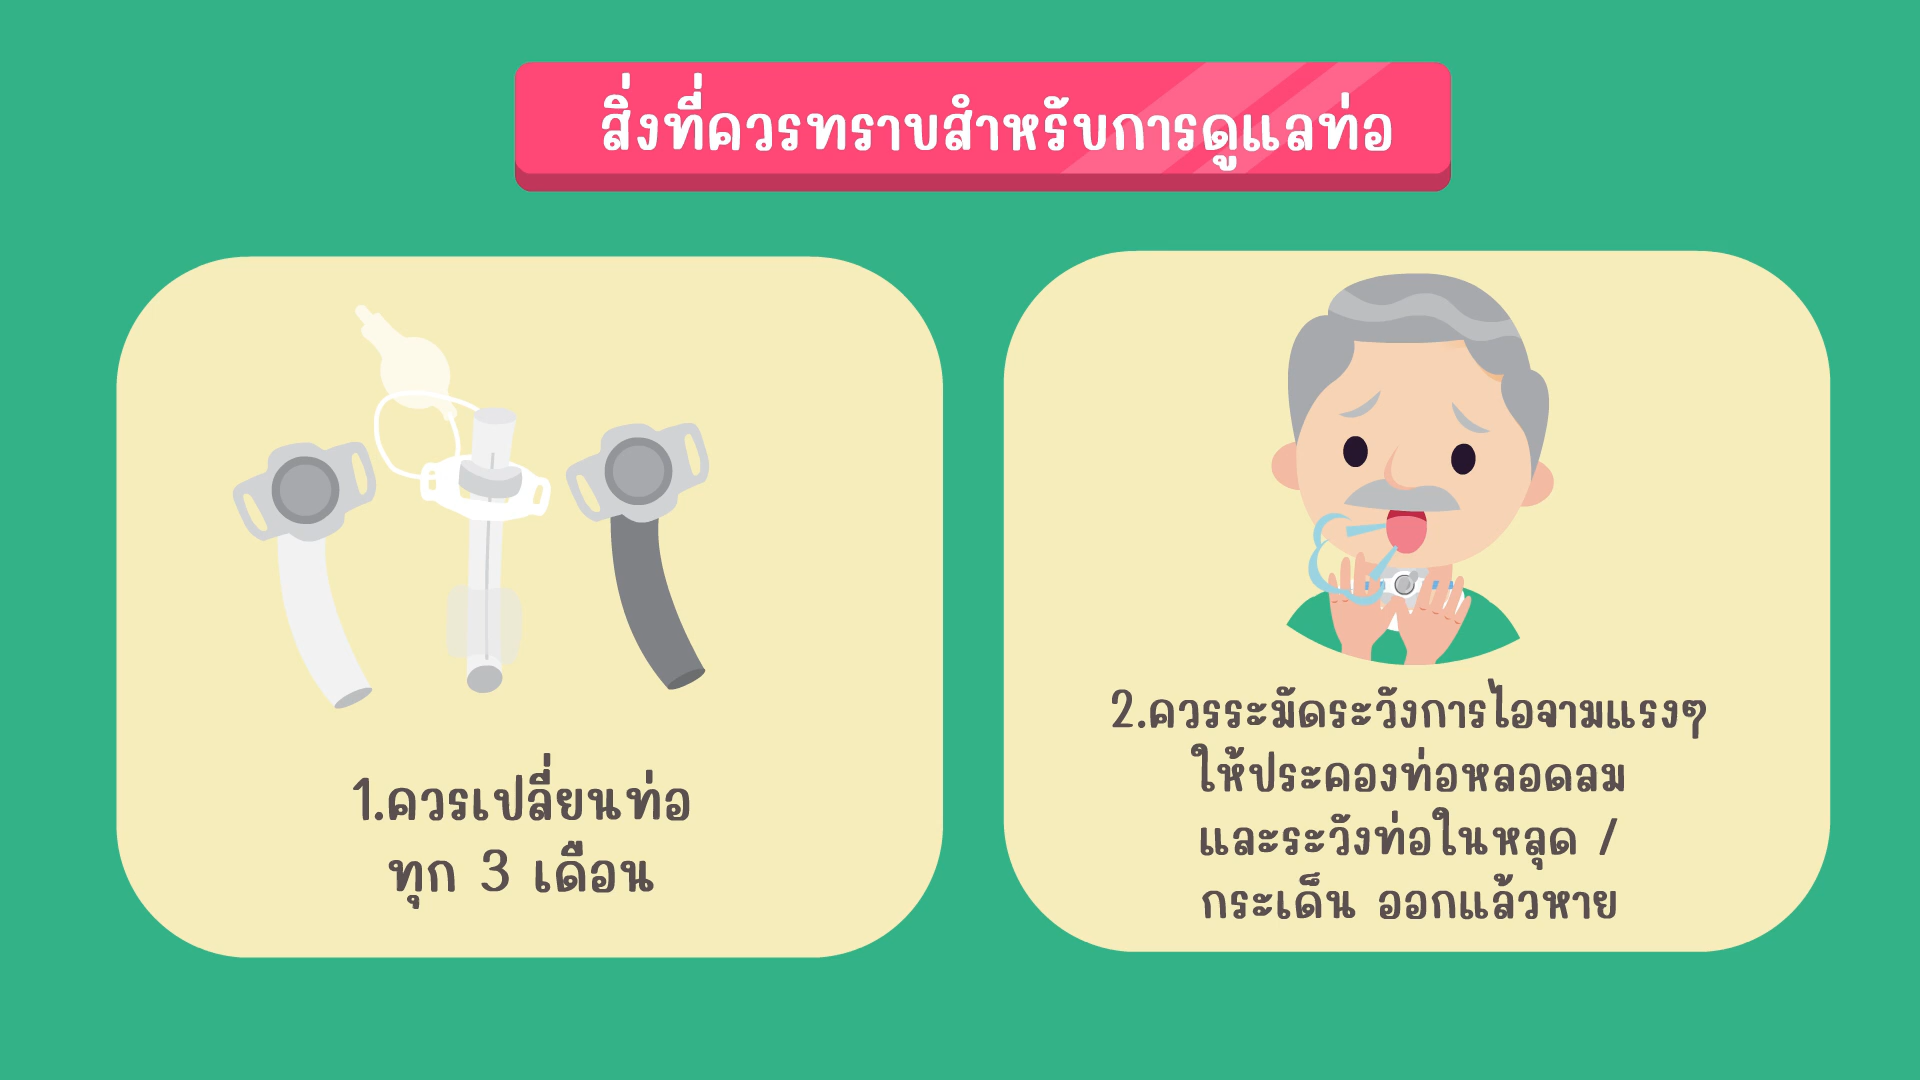 สิ่งที่ควรทราบสำหรับการดูแลท่อ
1.ควรเปลี่ยนท่อ
ทุก 3 เดือน
2.ควรระมัดระวังการไอจามแรงๆ
ให้ประคองท่อหลอดลม
และระวังท่อในหลุด /
กระเด็น ออกแล้วหาย